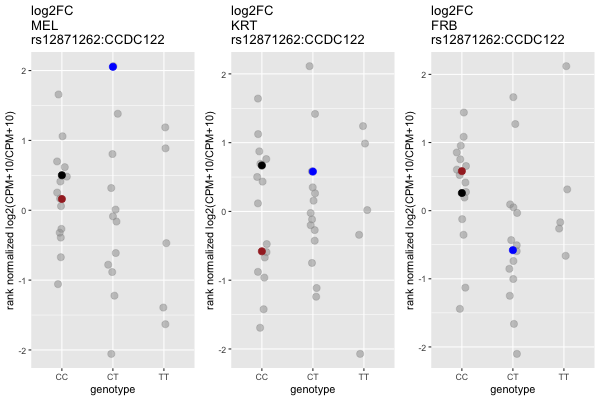 log2FC
MEL
rs12871262:CCDC122
rank normalized log2(CPM+10/CPM+10)
2
1
0
-1
-2
CC
CT
TT
genotype
log2FC
KRT
rs12871262:CCDC122
rank normalized log2(CPM+10/CPM+10)
2
1
0
-1
-2
CC
CT
TT
genotype
log2FC
FRB
rs12871262:CCDC122
rank normalized log2(CPM+10/CPM+10)
2
1
0
-1
-2
CC
CT
TT
genotype